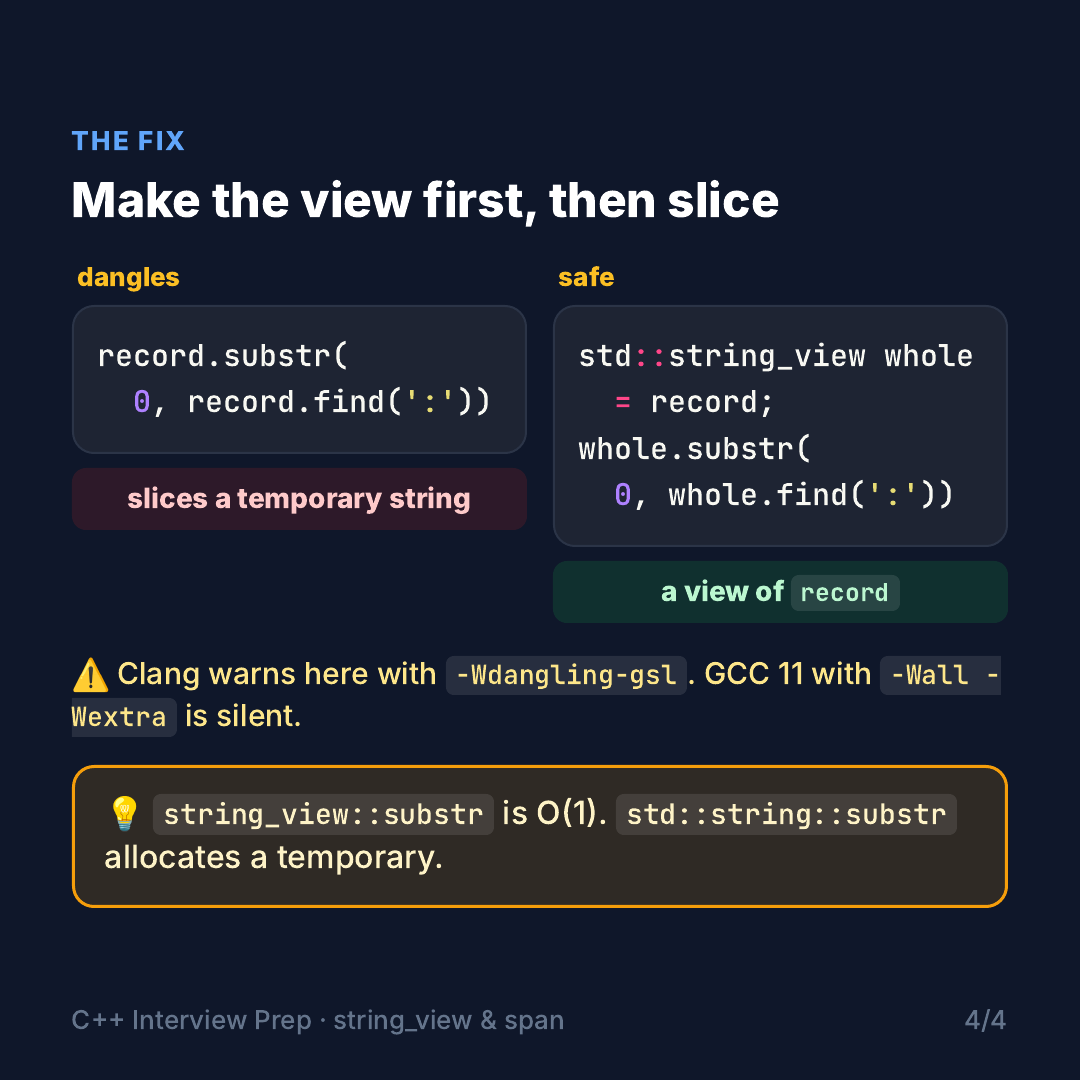 THE FIX
Make the view first, then slice
dangles
record.substr(
  0, record.find(':'))
slices a temporary string
safe
std::string_view whole
  = record;
whole.substr(
  0, whole.find(':'))
a view of record
⚠️ Clang warns here with -Wdangling-gsl. GCC 11 with -Wall -
Wextra is silent.
💡 string_view::substr is O(1). std::string::substr
allocates a temporary.
C++ Interview Prep · string_view & span
4/4